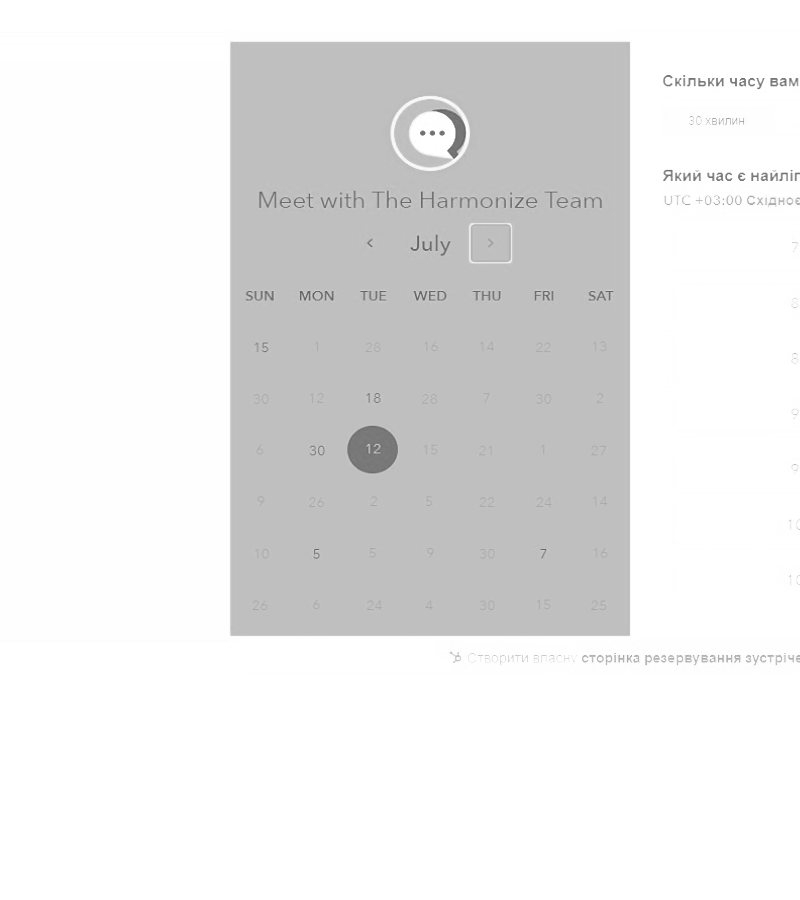 Meet with The Harmonize Team
July
SUN MON TUE WED THU FRI SAT
15 1 28 16 14 22 13
30 12 18 28 7 30 2
6 30 12 15 21 1 27
9 26 2 5 22 24 14
10 5 5 9 30 7 16
26 6 24 4 30 15 25
Скільки часу вам
30 хвилин
Який час є найліп
UTC +03:00 Східноє
7
8
8
9
9
10
10
Створити власну сторінка резервування зустріче